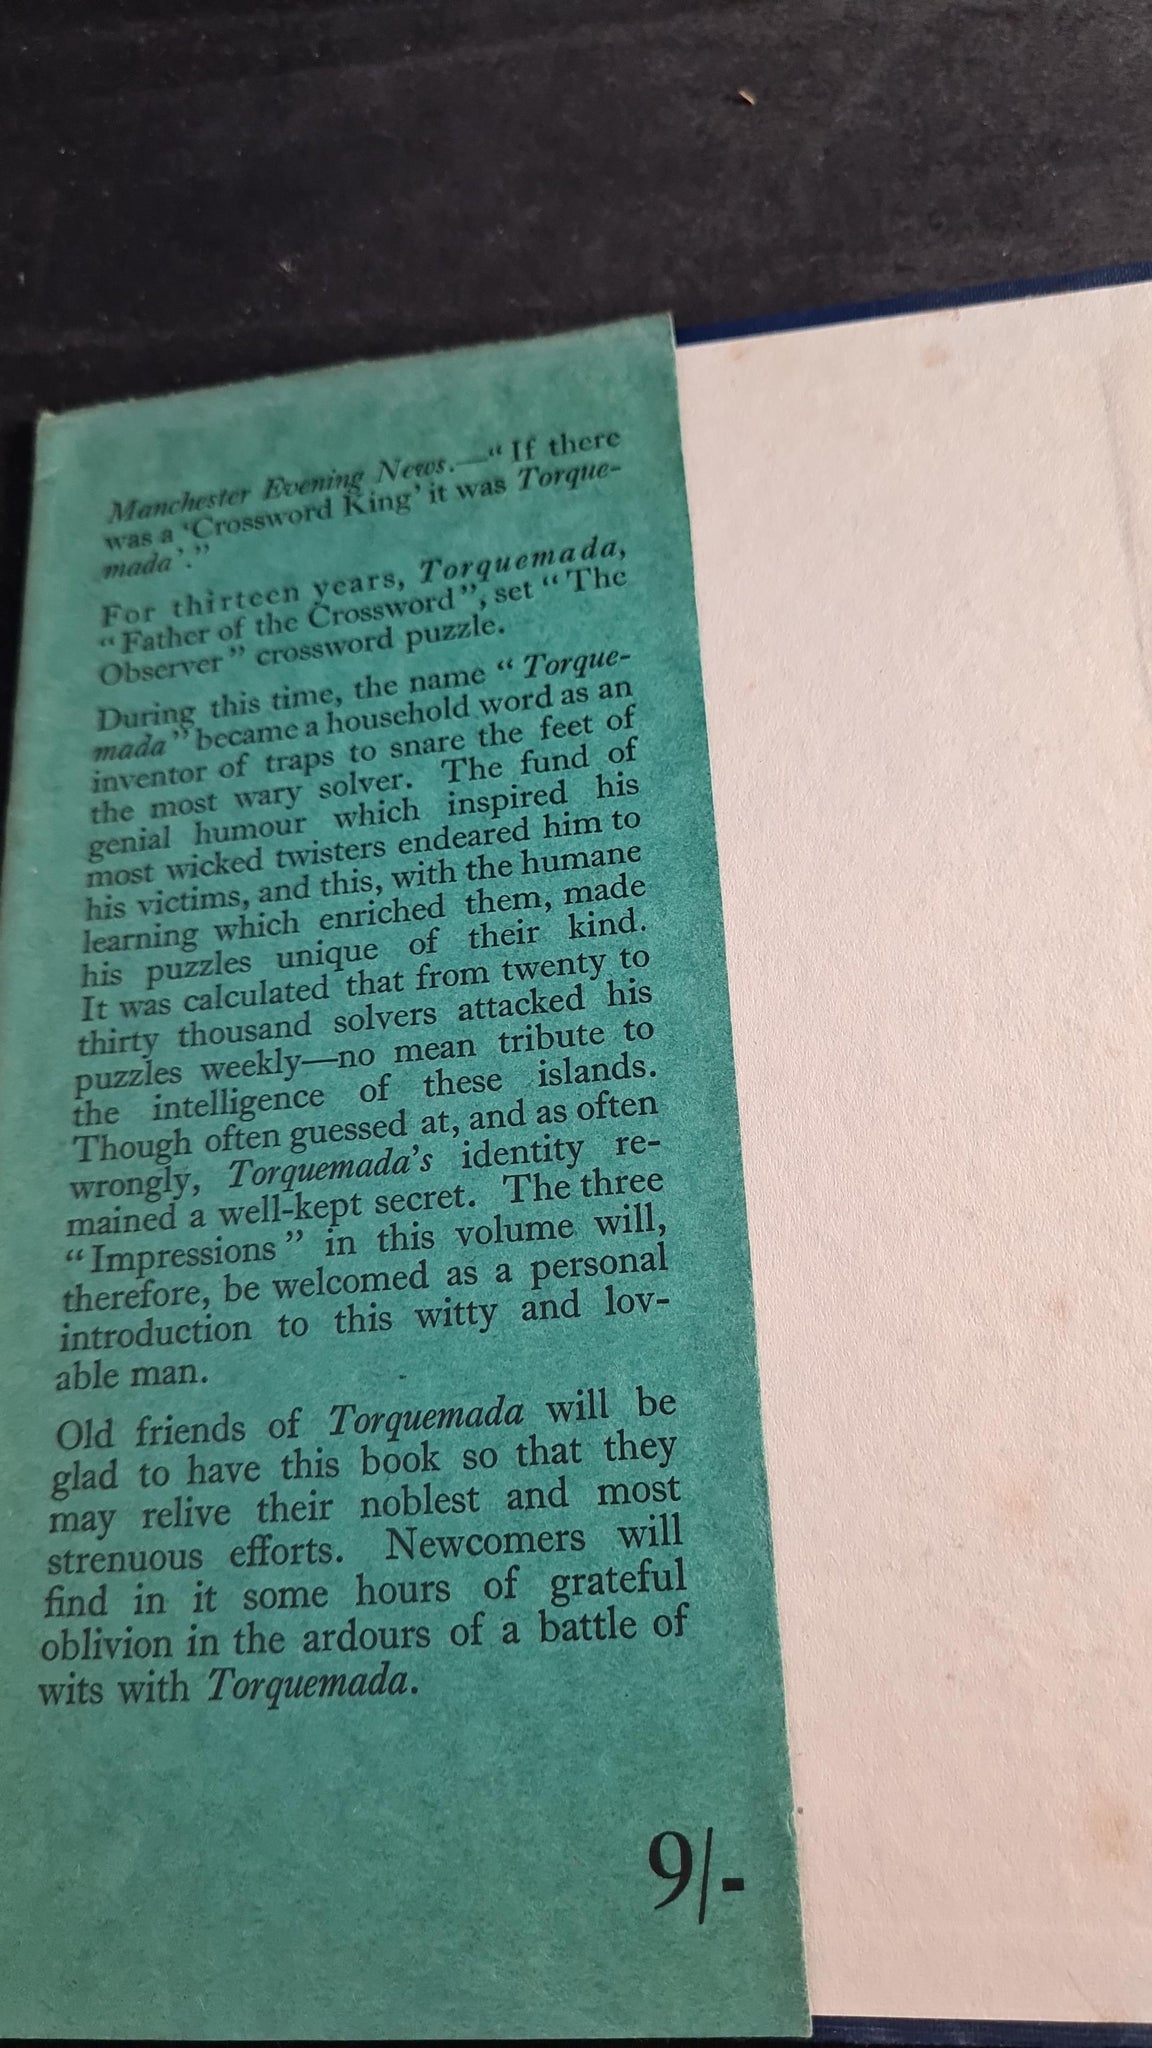 Manchester Evening News.—“If there
was a ‘Crossword King’ it was Torque-
mada’.”
For thirteen years, Torquemada,
“Father of the Crossword”, set “The
Observer” crossword puzzle.
During this time, the name “Torque-
mada” became a household word as an
inventor of traps to snare the feet of
the most wary solver. The fund of
genial humour which inspired his
most wicked twisters endeared him to
his victims, and this, with the humane
learning which enriched them, made
his puzzles unique of their kind.
It was calculated that from twenty to
thirty thousand solvers attacked his
puzzles weekly—no mean tribute to
the intelligence of these islands.
Though often guessed at, and as often
wrongly, Torquemada’s identity re-
mained a well-kept secret. The three
“Impressions” in this volume will,
therefore, be welcomed as a personal
introduction to this witty and lov-
able man.
Old friends of Torquemada will be
glad to have this book so that they
may relive their noblest and most
strenuous efforts. Newcomers will
find in it some hours of grateful
oblivion in the ardours of a battle of
wits with Torquemada.
9/-